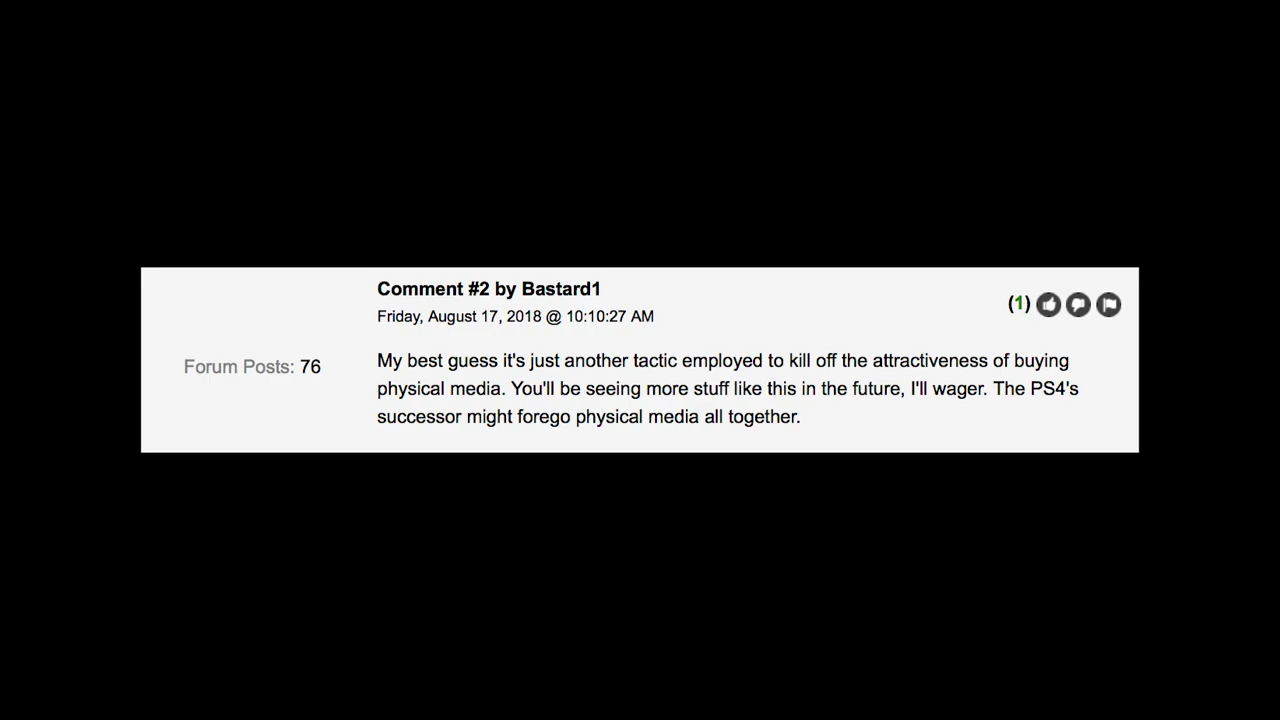 Comment #2 by Bastard1
Friday, August 17, 2018 @ 10:10:27 AM
(1)
Forum Posts: 76
My best guess it's just another tactic employed to kill off the attractiveness of buying
physical media. You'll be seeing more stuff like this in the future, I'll wager. The PS4's
successor might forego physical media all together.